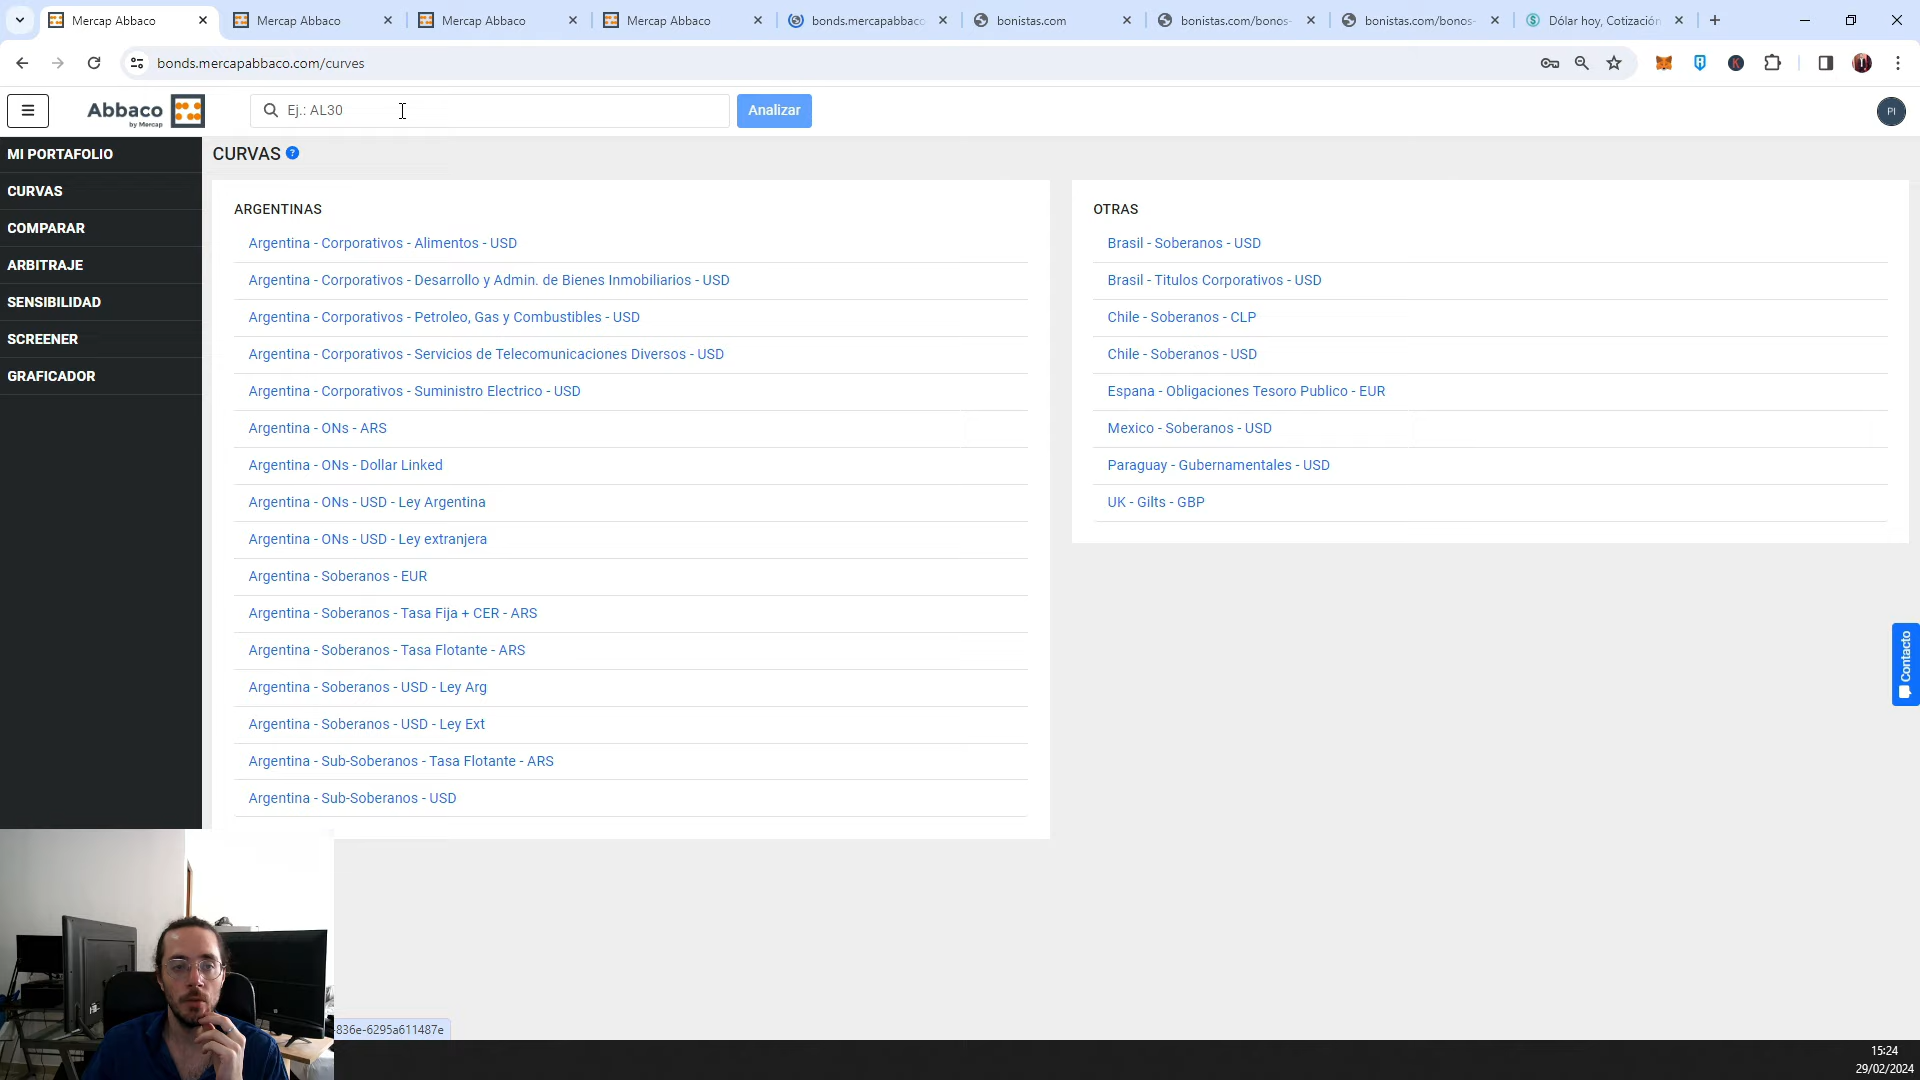 Mercap Abbaco
Mercap Abbaco
Mercap Abbaco
Mercap Abbaco
bonds.mercapabbaco
bonistas.com
bonistas.com/bonos-
bonistas.com/bonos-
Dólar hoy, Cotización
bonds.mercapabbaco.com/curves
Abbaco
by Mercap
Ej.: AL30
Analizar
PI
MI PORTAFOLIO
CURVAS
COMPARAR
ARBITRAJE
SENSIBILIDAD
SCREENER
GRAFICADOR
CURVAS ?
ARGENTINAS
Argentina - Corporativos - Alimentos - USD
Argentina - Corporativos - Desarrollo y Admin. de Bienes Inmobiliarios - USD
Argentina - Corporativos - Petroleo, Gas y Combustibles - USD
Argentina - Corporativos - Servicios de Telecomunicaciones Diversos - USD
Argentina - Corporativos - Suministro Electrico - USD
Argentina - ONs - ARS
Argentina - ONs - Dollar Linked
Argentina - ONs - USD - Ley Argentina
Argentina - ONs - USD - Ley extranjera
Argentina - Soberanos - EUR
Argentina - Soberanos - Tasa Fija + CER - ARS
Argentina - Soberanos - Tasa Flotante - ARS
Argentina - Soberanos - USD - Ley Arg
Argentina - Soberanos - USD - Ley Ext
Argentina - Sub-Soberanos - Tasa Flotante - ARS
Argentina - Sub-Soberanos - USD
OTRAS
Brasil - Soberanos - USD
Brasil - Titulos Corporativos - USD
Chile - Soberanos - CLP
Chile - Soberanos - USD
Espana - Obligaciones Tesoro Publico - EUR
Mexico - Soberanos - USD
Paraguay - Gubernamentales - USD
UK - Gilts - GBP
Contacto
-836e-6295a611487e
15:24
29/02/2024